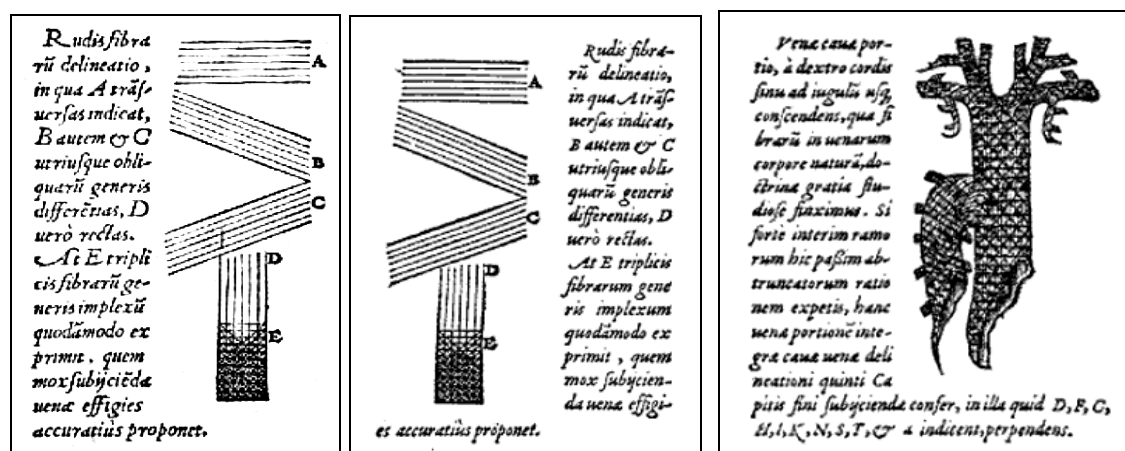 Rudis fibra
rũ delineatio,
in qua A trãſ-
uerſas indicat,
B autem & C
utriuſque obli-
quarũ generis
differẽtias, D
uerò rectas.
At E tripli
cis fibrarũ ge-
neris implexũ
quodãmodo ex
primit, quem
mox ſubijciẽdæ
uenæ effigies
accuratiùs proponet.
A
B
C
D
E
Rudis fibra-
rũ delineatio,
in qua A trãſ-
uerſas indicat,
B autem & C
utriuſque obli-
quarũ generis
differentias, D
uerò rectas.
At E triplicis
fibrarum gene
ris implexum
quodãmodo ex
primit, quem
mox ſubijcien-
da uenæ effigi-
es accuratiùs proponet.
A
B
C
D
E
Venæ cauæ por-
tio, à dextro cordis
ſinu ad iugulũ uſq;
conſcendens, qua fi
brarũ in uenarum
corpore naturã, do-
ctrinæ gratia ſtu-
dioſe finximus. Si
forte interim ramo
rum hic paßim ab-
truncatorum ratio
nem expetis, hanc
uenæ portionẽ inte-
græ cauæ uenæ deli
neationi quinti Ca
pitis fini ſubijciendæ confer, in illa quid D, F, G,
H, I, K, N, S, T, & a indicent, perpendens.